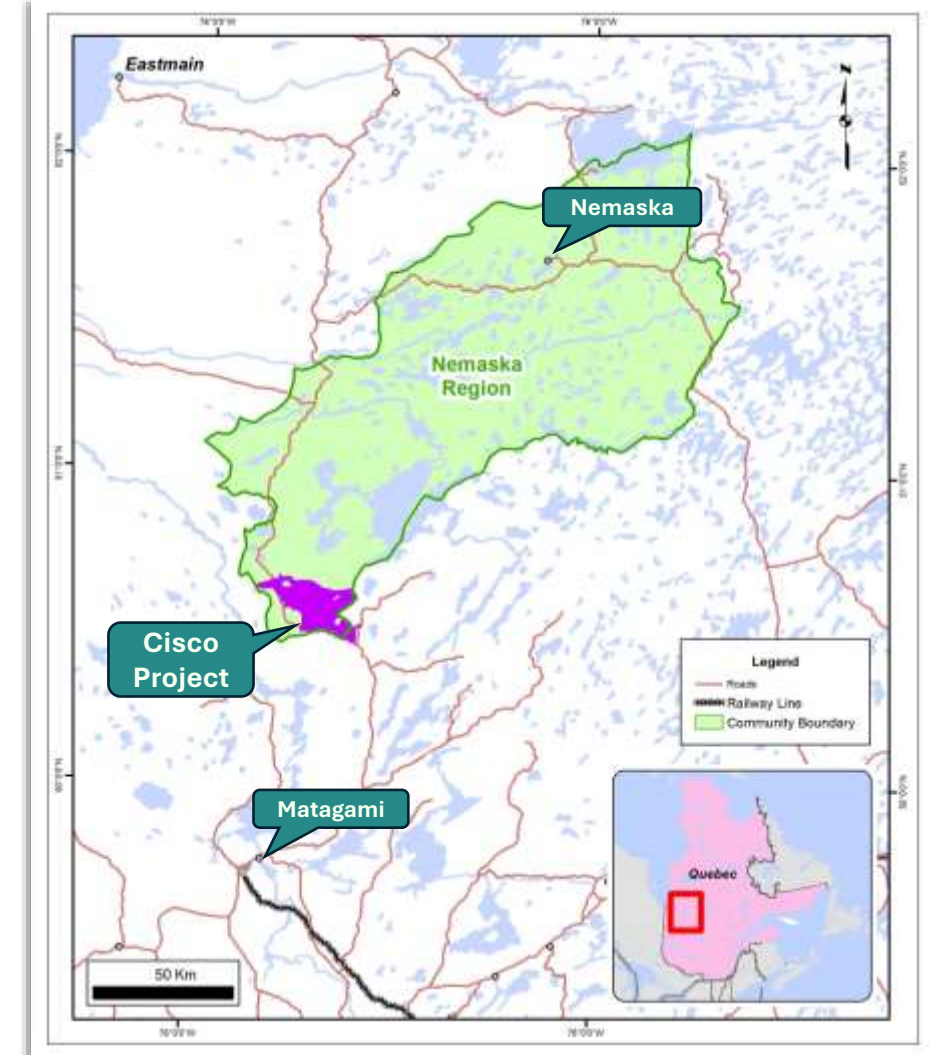 Eastmain
N
Nemaska
Nemaska
Region
Cisco
Project
Legend
Roads
Railway Line
Community Boundary
Matagami
Quebec
50 Km